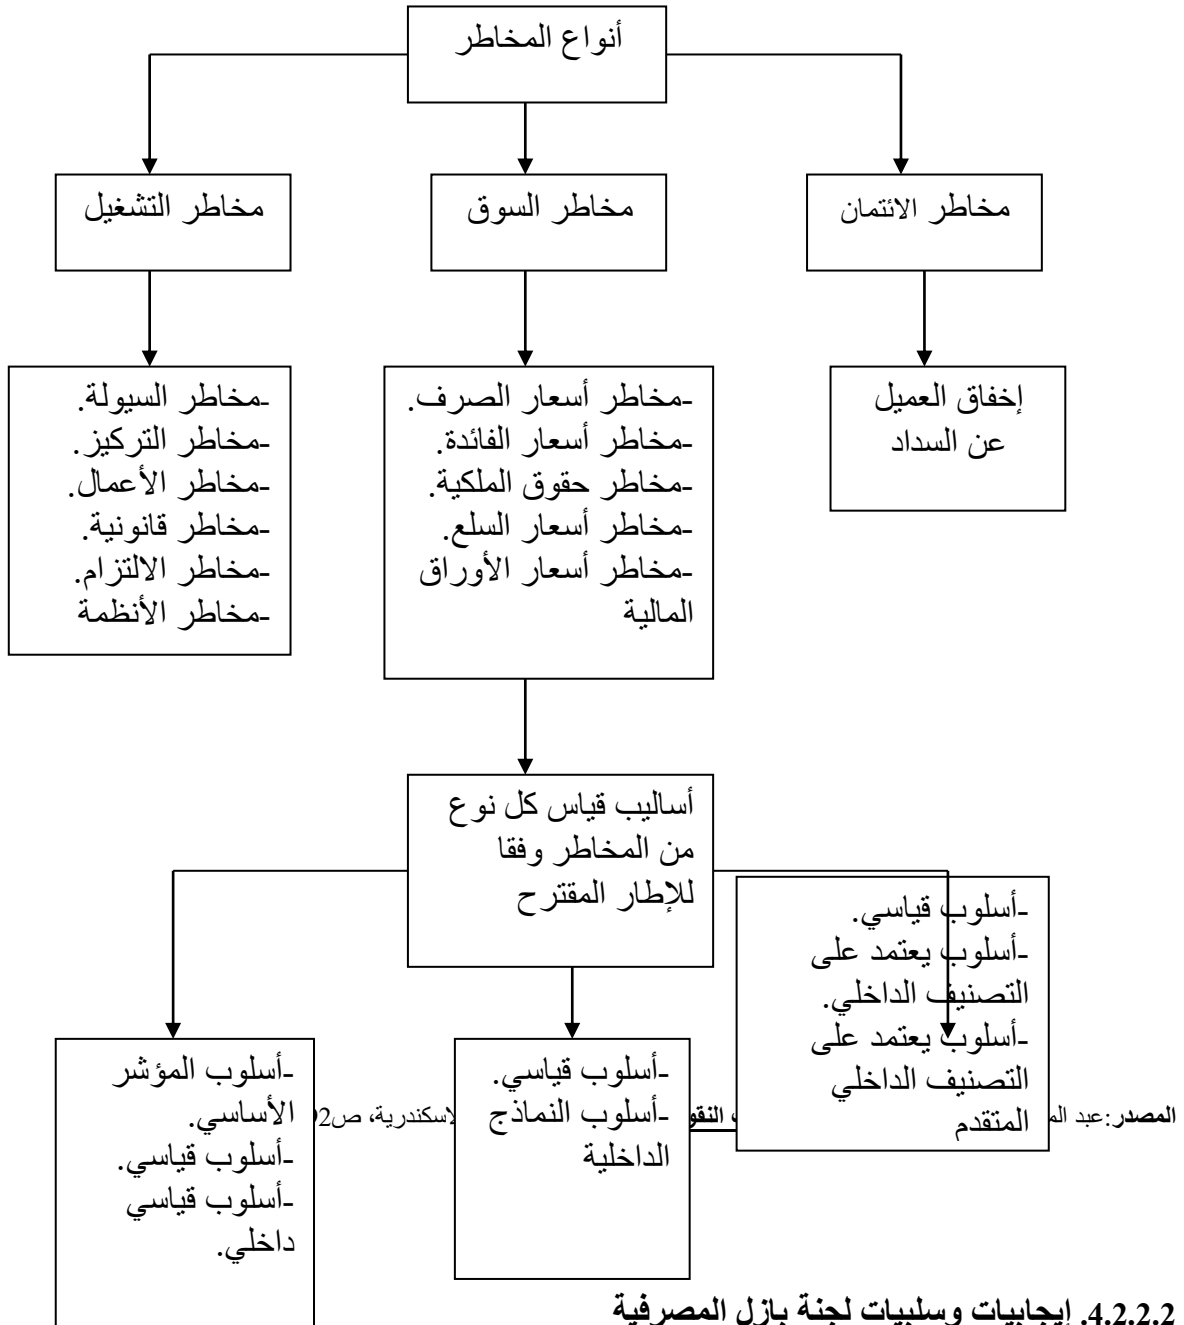 أنواع المخاطر
مخاطر الائتمان
مخاطر السوق
مخاطر التشغيل
إخفاق العميل
عن السداد
-مخاطر أسعار الصرف.
-مخاطر أسعار الفائدة.
-مخاطر حقوق الملكية.
-مخاطر أسعار السلع.
-مخاطر أسعار الأوراق
المالية
-مخاطر السيولة.
-مخاطر التركيز.
-مخاطر الأعمال.
-مخاطر قانونية.
-مخاطر الالتزام.
-مخاطر الأنظمة
أساليب قياس كل نوع
من المخاطر وفقا
للإطار المقترح
-أسلوب قياسي.
-أسلوب يعتمد على
التصنيف الداخلي.
-أسلوب يعتمد على
التصنيف الداخلي
المتقدم
-أسلوب قياسي.
-أسلوب النماذج
الداخلية
-أسلوب المؤشر
الأساسي.
-أسلوب قياسي.
-أسلوب قياسي
داخلي.
المصدر:عبد
4.2.2.2. إيجابيات وسلبيات لجنة بازل المصرفية